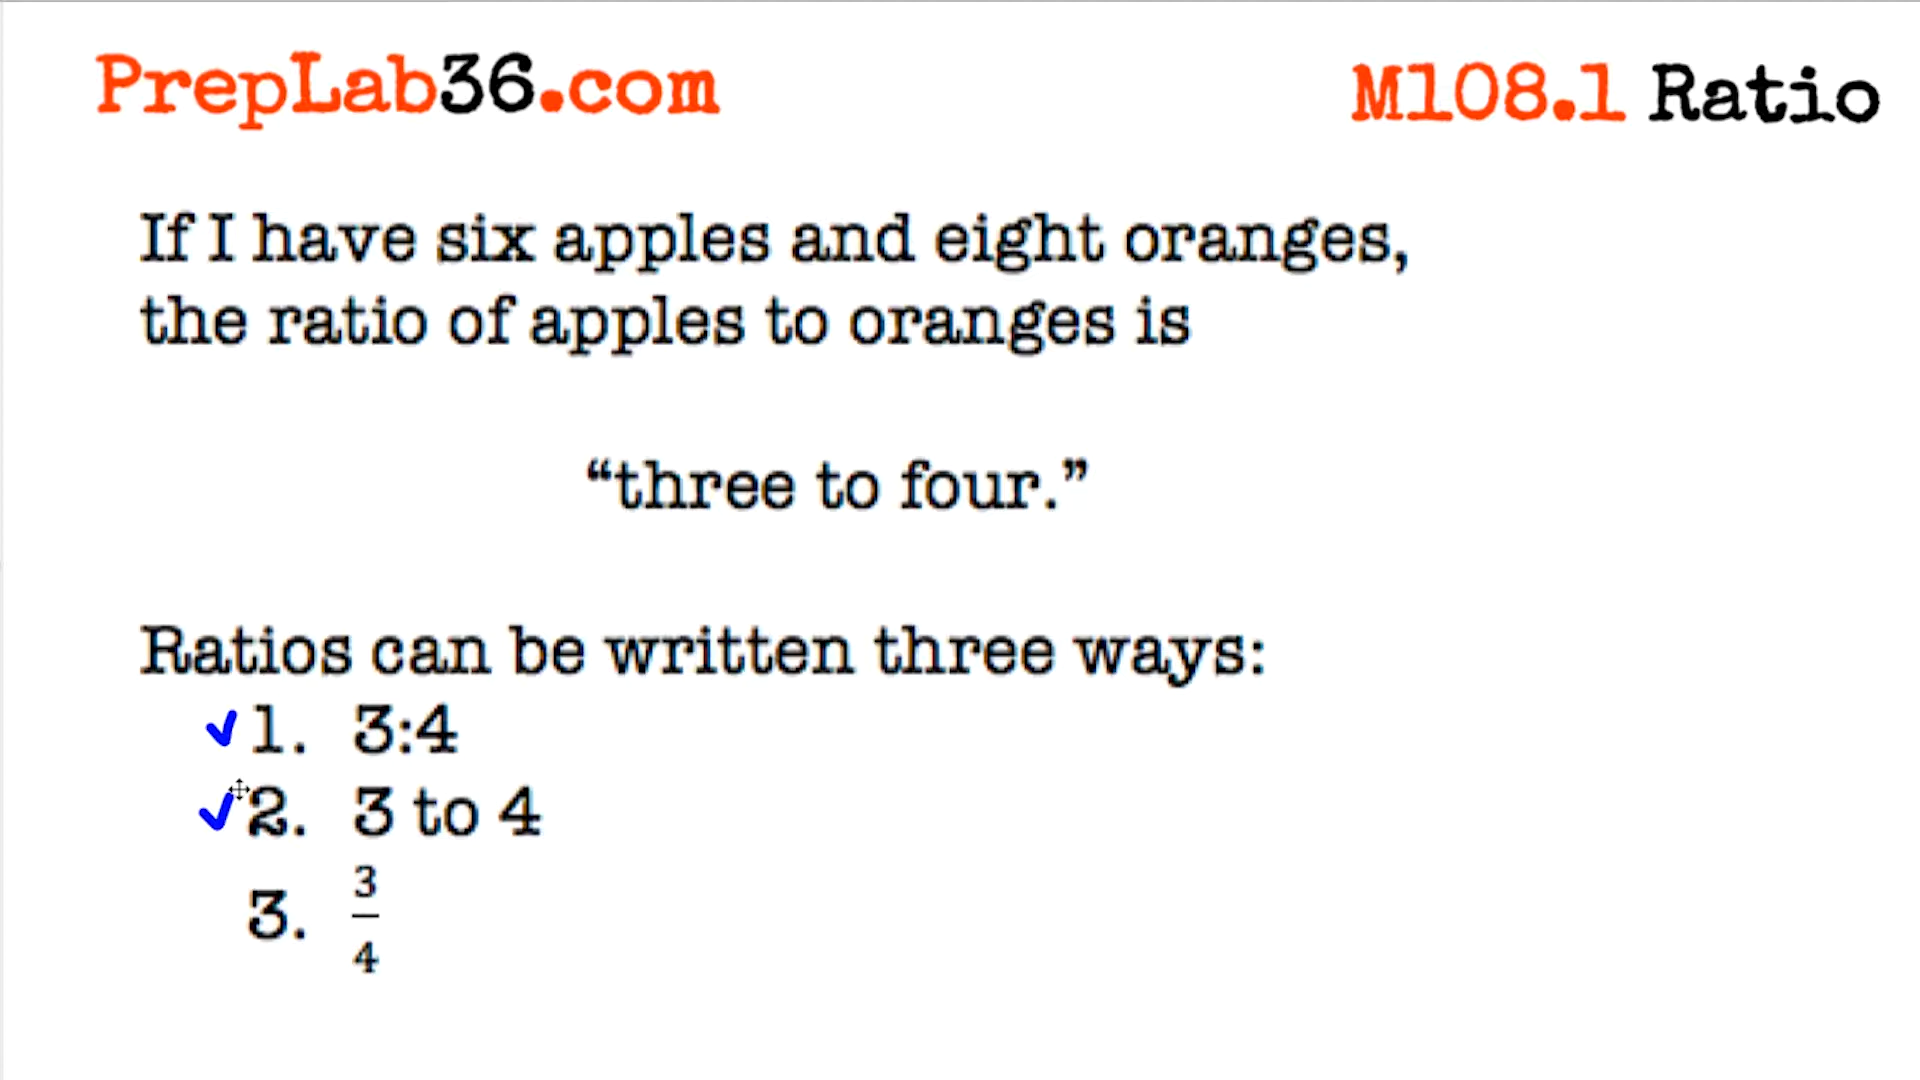 PrepLab36.com
M108.1 Ratio
If I have six apples and eight oranges,
the ratio of apples to oranges is
“three to four.”
Ratios can be written three ways:
1. 3:4
2. 3 to 4
3. 3/4